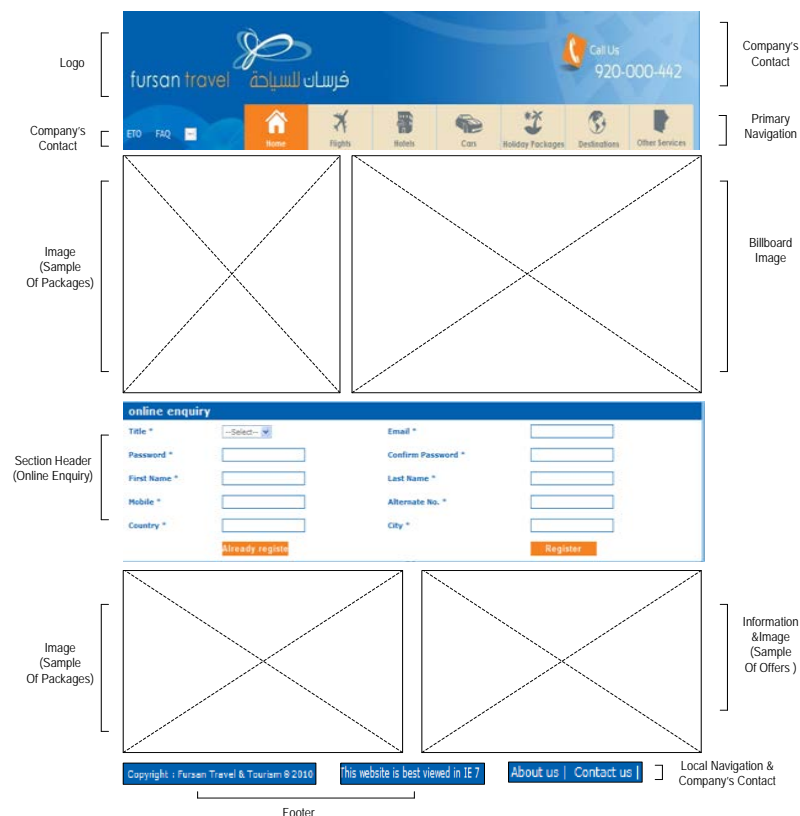 Logo
fursan travel فرسان للسياحة
Call Us
920-000-442
Company's
Contact
Company's
Contact
ETO FAQ
Home Flights Hotels Cars Holiday Packages Destinations Other Services
Primary
Navigation
Image
(Sample
Of Packages)
Billboard
Image
Section Header
(Online Enquiry)
online enquiry
Title * --Select-- Email *
Password * Confirm Password *
First Name * Last Name *
Mobile * Alternate No. *
Country * City *
Already registe Register
Image
(Sample
Of Packages)
Information
&Image
(Sample
Of Offers )
Copyright : Fursan Travel & Tourism © 2010 This website is best viewed in IE 7 About us | Contact us |
Local Navigation &
Company's Contact
Footer